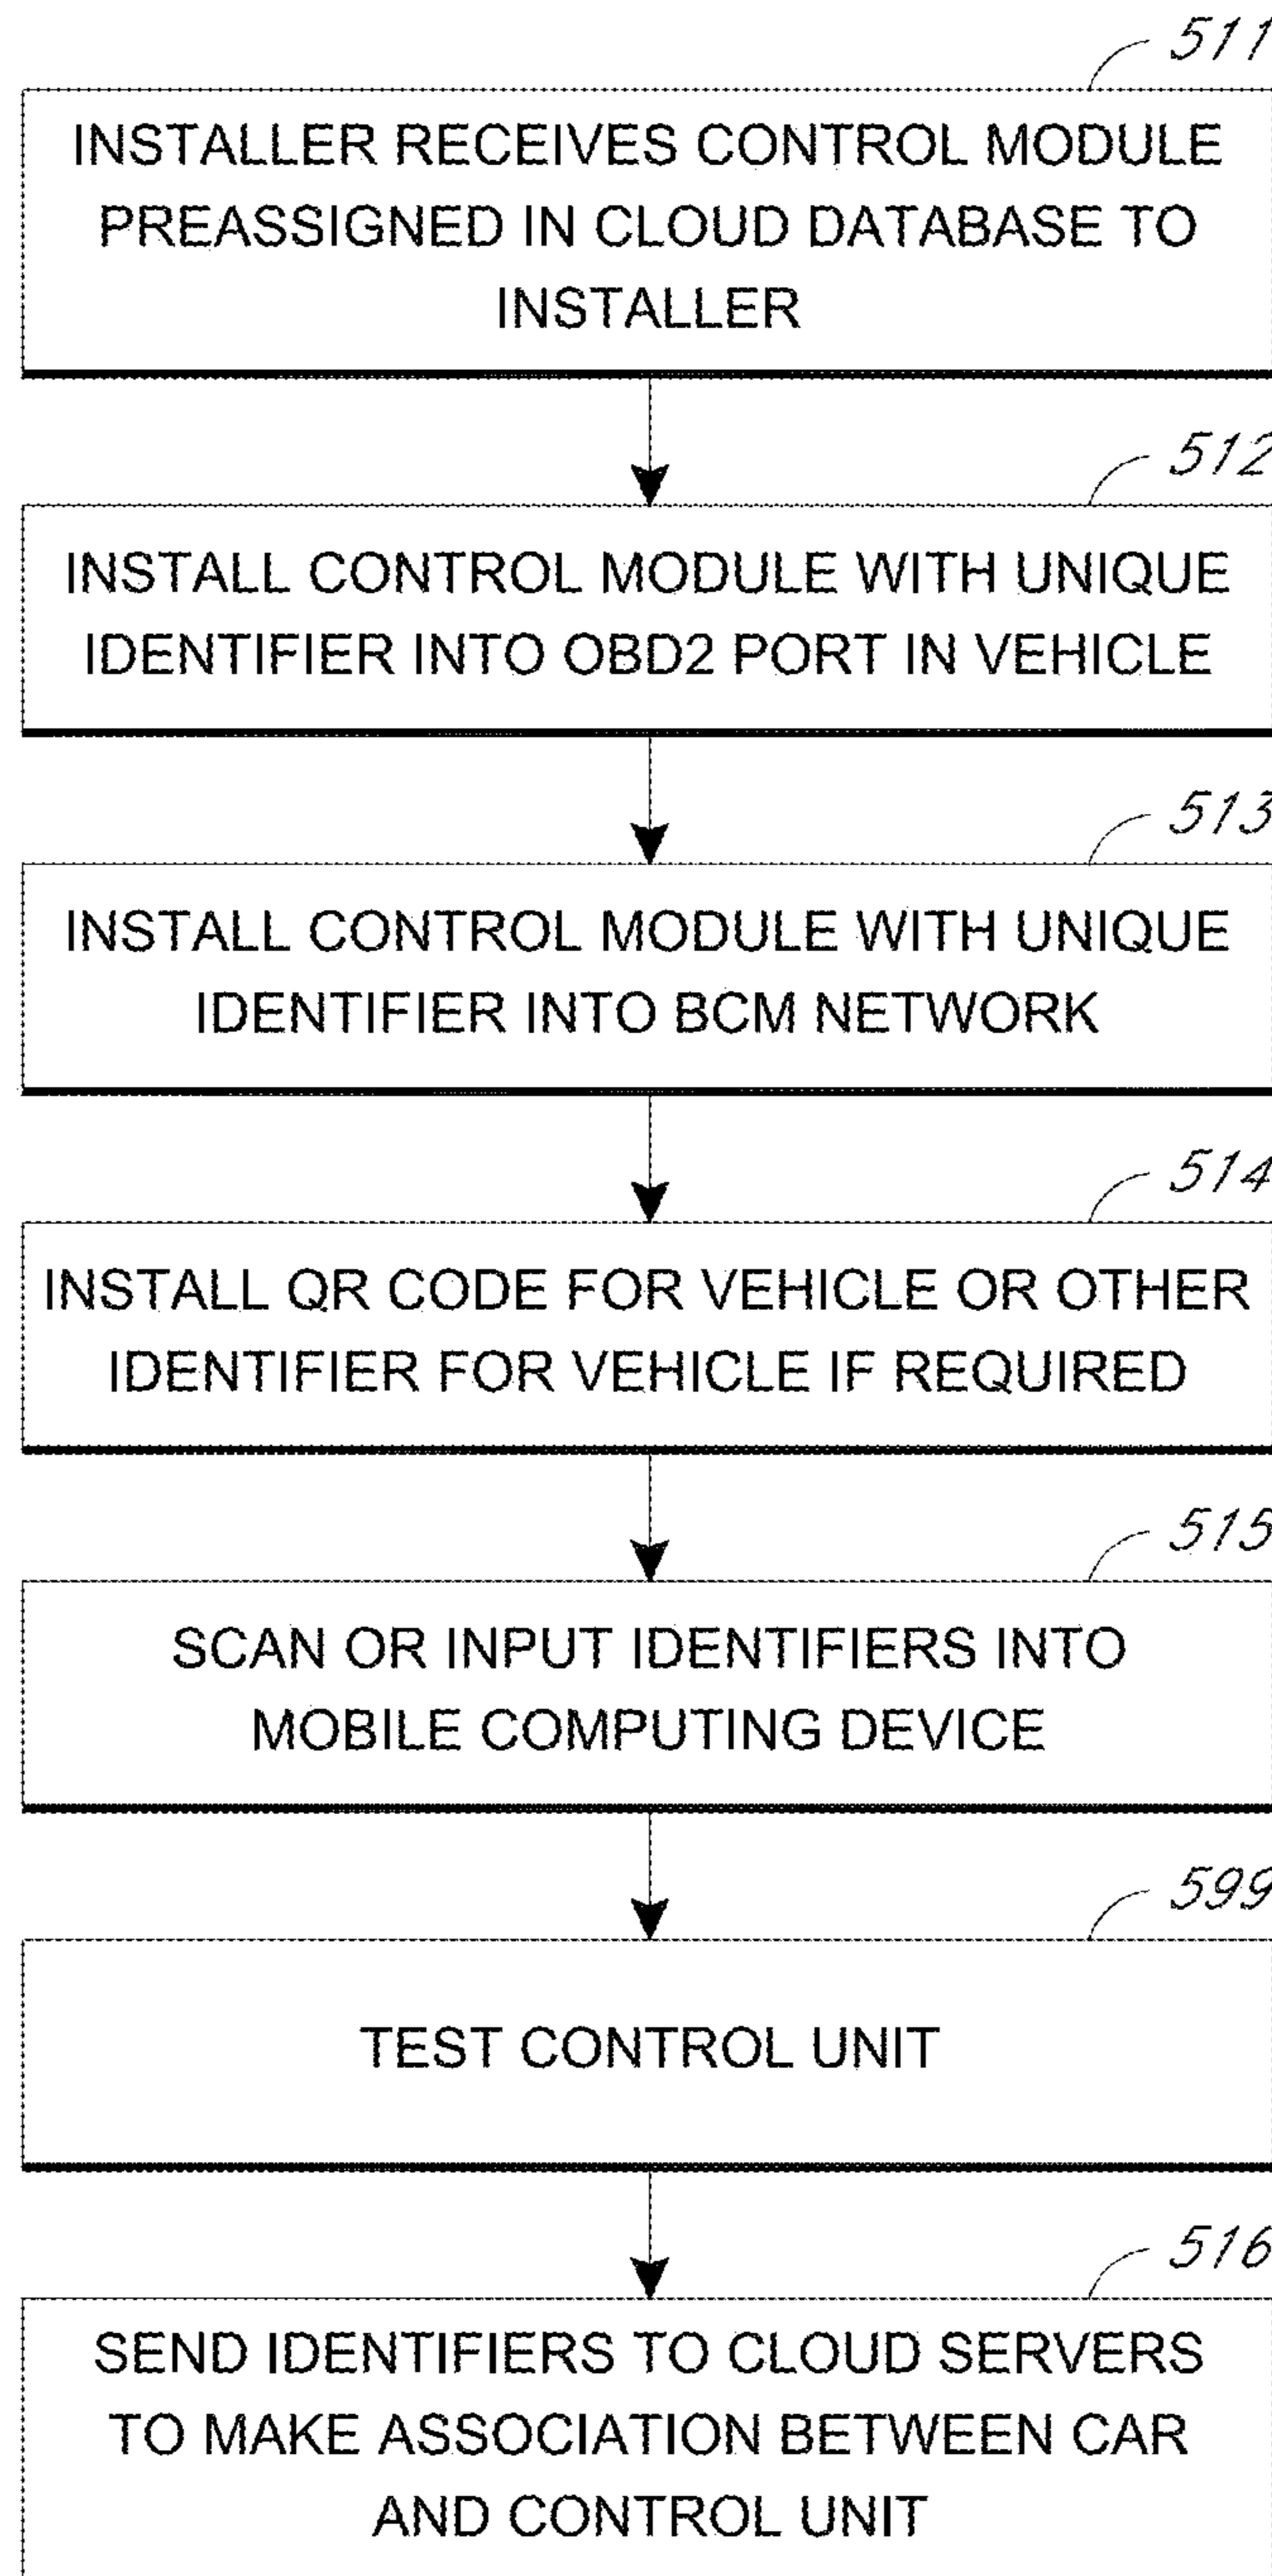 511
INSTALLER RECEIVES CONTROL MODULE
PREASSIGNED IN CLOUD DATABASE TO
INSTALLER
512
INSTALL CONTROL MODULE WITH UNIQUE
IDENTIFIER INTO OBD2 PORT IN VEHICLE
513
INSTALL CONTROL MODULE WITH UNIQUE
IDENTIFIER INTO BCM NETWORK
514
INSTALL QR CODE FOR VEHICLE OR OTHER
IDENTIFIER FOR VEHICLE IF REQUIRED
515
SCAN OR INPUT IDENTIFIERS INTO
MOBILE COMPUTING DEVICE
599
TEST CONTROL UNIT
516
SEND IDENTIFIERS TO CLOUD SERVERS
TO MAKE ASSOCIATION BETWEEN CAR
AND CONTROL UNIT